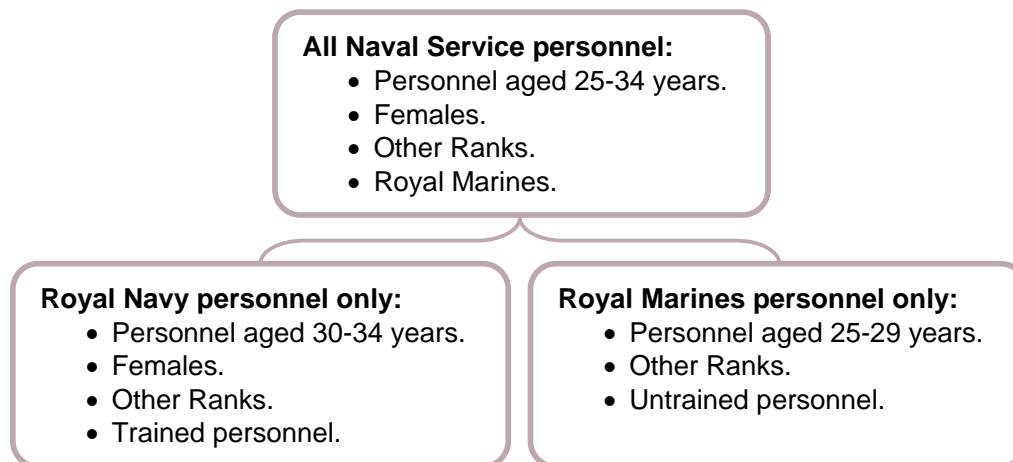 All Naval Service personnel:
• Personnel aged 25-34 years.
• Females.
• Other Ranks.
• Royal Marines.
Royal Navy personnel only:
• Personnel aged 30-34 years.
• Females.
• Other Ranks.
• Trained personnel.
Royal Marines personnel only:
• Personnel aged 25-29 years.
• Other Ranks.
• Untrained personnel.